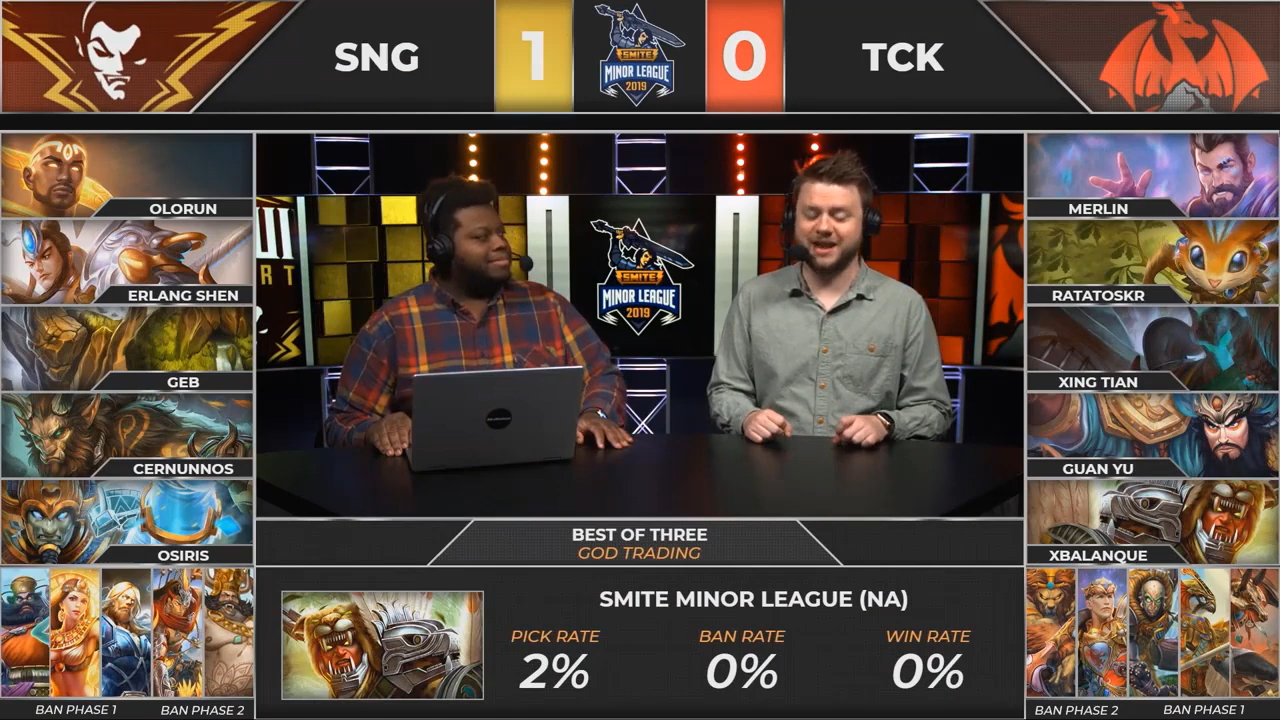 SNG
1
SMITE
MINOR LEAGUE
2019
0
TCK
OLORUN
ERLANG SHEN
GEB
CERNUNNOS
OSIRIS
SMITE
MINOR LEAGUE
2019
MERLIN
RATATOSKR
XING TIAN
GUAN YU
XBALANQUE
BEST OF THREE
GOD TRADING
SMITE MINOR LEAGUE (NA)
PICK RATE
BAN RATE
WIN RATE
2%
0%
0%
BAN PHASE 1
BAN PHASE 2
BAN PHASE 2
BAN PHASE 1